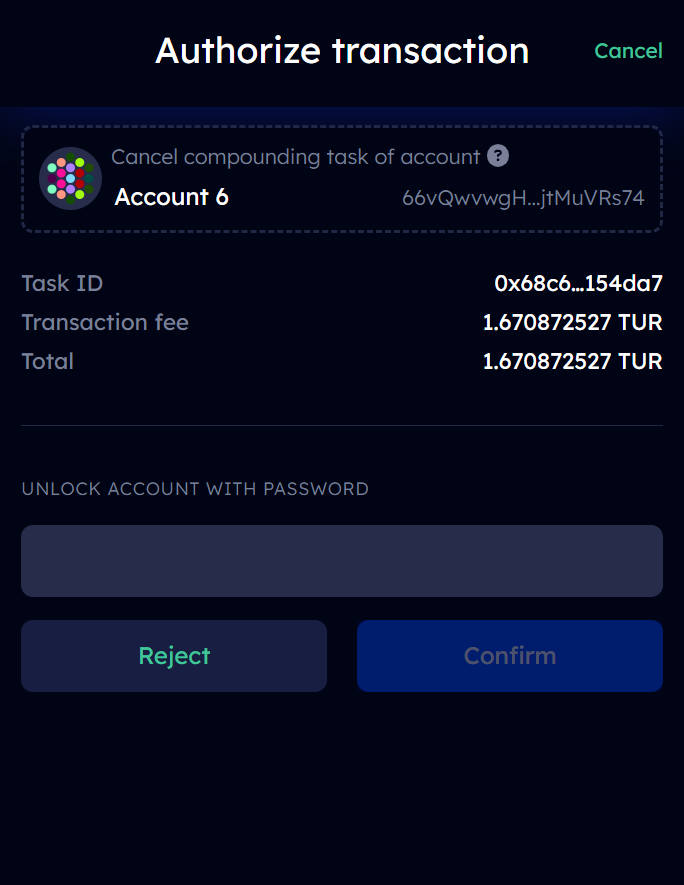 Authorize transaction Cancel
Cancel compounding task of account ?
Account 6 66vQwvwgH...jtMuVRs74
Task ID 0x68c6...154da7
Transaction fee 1.670872527 TUR
Total 1.670872527 TUR
UNLOCK ACCOUNT WITH PASSWORD
Reject Confirm